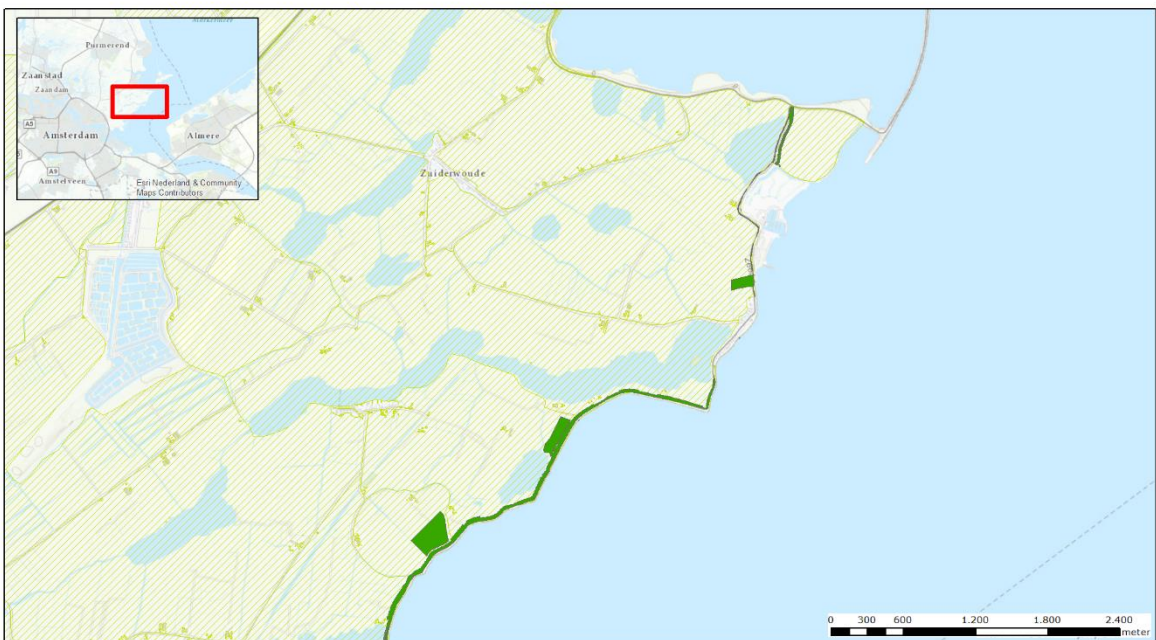 Purmerend
Zaanstad
Zaandam
A5
Amsterdam
Almere
A9
Amstelveen
Esri Nederland & Community
Maps Contributors
Zuiderwoude
0 300 600 1.200 1.800 2.400
meter